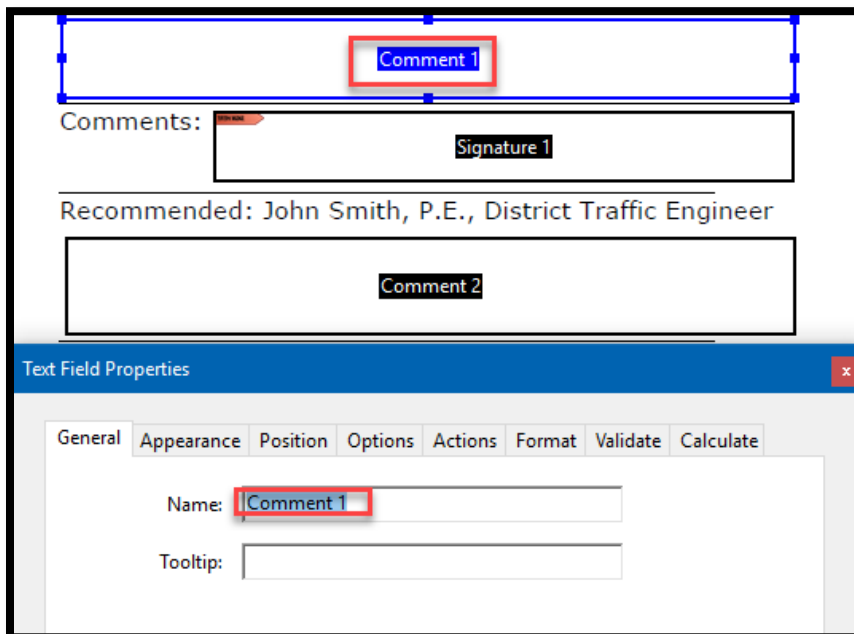 Comment 1
Comments:
Signature 1
Recommended: John Smith, P.E., District Traffic Engineer
Comment 2
Text Field Properties
x
General Appearance Position Options Actions Format Validate Calculate
Name: Comment 1
Tooltip: